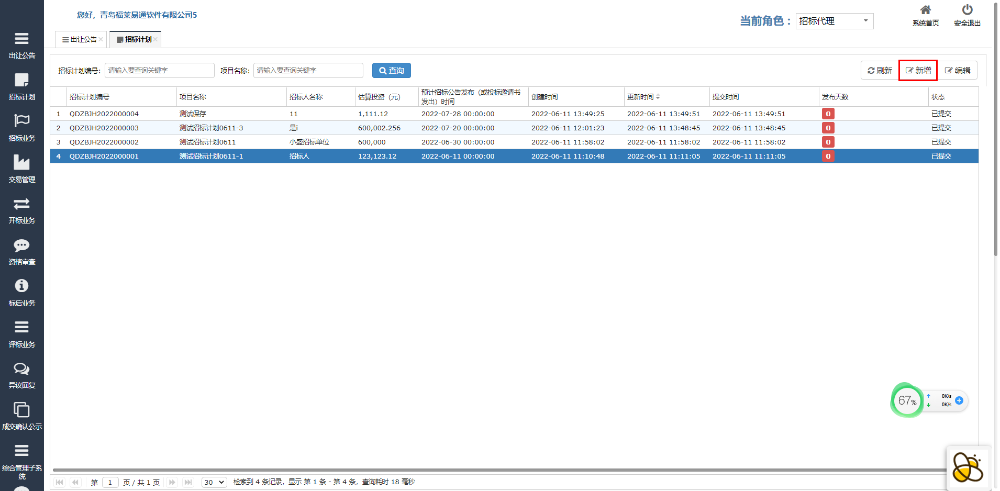 您好，青岛福莱易通软件有限公司5
当前角色： 招标代理
系统首页 安全退出
出让公告 招标计划
招标计划编号: 请输入要查询关键字 项目名称: 请输入要查询关键字 查询 刷新 新增 编辑
招标计划编号 项目名称 招标人名称 估算投资（元） 预计招标公告发布（或投标邀请书 创建时间 更新时间 提交时间 发布天数 状态
发出）时间
1 QDZBJH2022000004 测试保存 11 1,111.12 2022-07-28 00:00:00 2022-06-11 13:49:25 2022-06-11 13:49:51 2022-06-11 13:49:51 0 已提交
2 QDZBJH2022000003 测试招标计划0611-3 是i 600,002.256 2022-07-20 00:00:00 2022-06-11 12:01:23 2022-06-11 13:48:45 2022-06-11 13:48:45 0 已提交
3 QDZBJH2022000002 测试招标计划0611 小盛招标单位 600,000 2022-06-30 00:00:00 2022-06-11 11:58:02 2022-06-11 11:58:02 2022-06-11 11:58:02 0 已提交
4 QDZBJH2022000001 测试招标计划0611-1 招标人 123,123.12 2022-06-11 00:00:00 2022-06-11 11:10:48 2022-06-11 11:11:05 2022-06-11 11:11:05 0 已提交
出让公告
招标计划
招标业务
交易管理
开标业务
资格审查
标后业务
评标业务
异议回复
成交确认公示
综合管理子系
统
67%
0K/s
0K/s
第 1 页 / 共 1 页 30 检索到 4 条记录，显示 第 1 条 - 第 4 条，查询耗时 18 毫秒